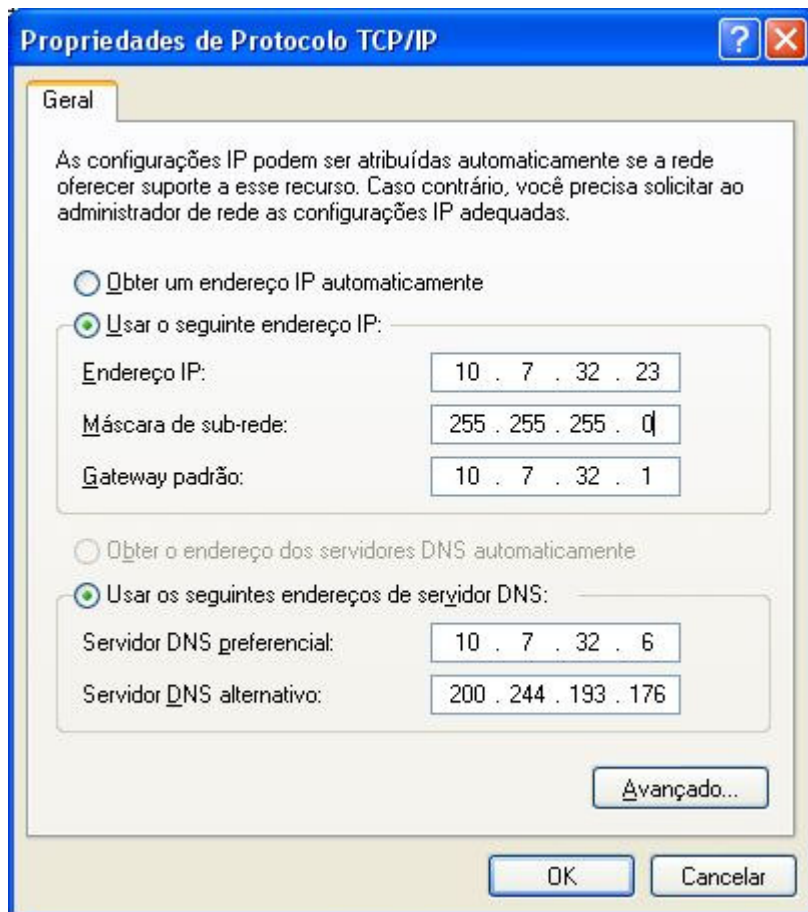 Propriedades de Protocolo TCP/IP
?
Geral
As configurações IP podem ser atribuídas automaticamente se a rede
oferecer suporte a esse recurso. Caso contrário, você precisa solicitar ao
administrador de rede as configurações IP adequadas.
Obter um endereço IP automaticamente
Usar o seguinte endereço IP:
Endereço IP: 10 . 7 . 32 . 23
Máscara de sub-rede: 255 . 255 . 255 . 0
Gateway padrão: 10 . 7 . 32 . 1
Obter o endereço dos servidores DNS automaticamente
Usar os seguintes endereços de servidor DNS:
Servidor DNS preferencial: 10 . 7 . 32 . 6
Servidor DNS alternativo: 200 . 244 . 193 . 176
Avançado...
OK Cancelar